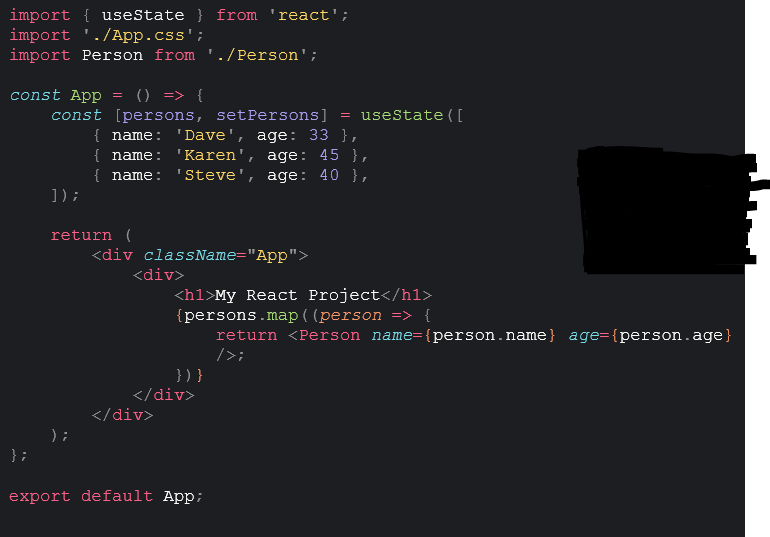 import { useState } from 'react';
import './App.css';
import Person from './Person';

const App = () => {
    const [persons, setPersons] = useState([
        { name: 'Dave', age: 33 },
        { name: 'Karen', age: 45 },
        { name: 'Steve', age: 40 },
    ]);

    return (
        <div className="App">
            <div>
                <h1>My React Project</h1>
                {persons.map((person => {
                    return <Person name={person.name} age={person.age}
                    />;
                })}
            </div>
        </div>
    );
};

export default App;